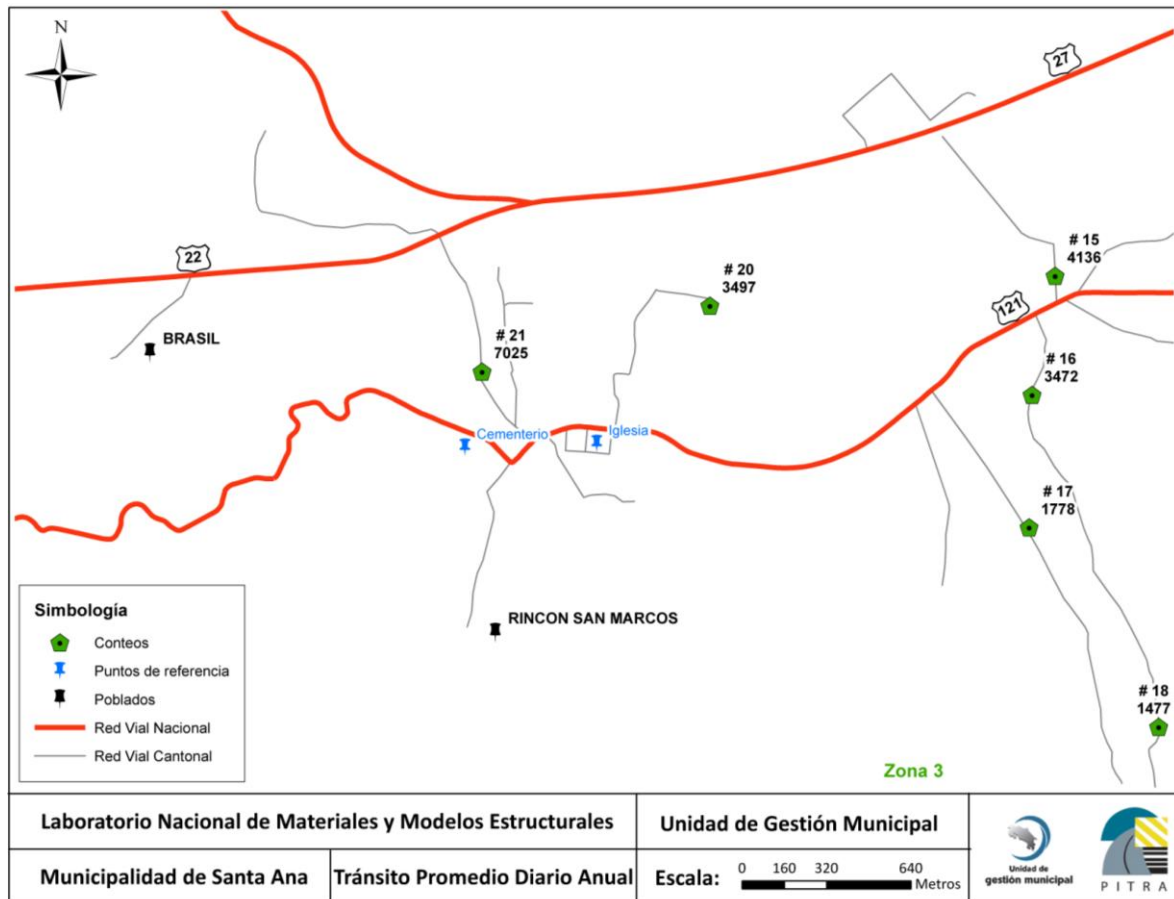 N
27
# 15
4136
22
# 20
3497
121
BRASIL
# 21
7025
# 16
3472
Cementerio
Iglesia
# 17
1778
RINCON SAN MARCOS
Simbología
Conteos
Puntos de referencia
Poblados
Red Vial Nacional
Red Vial Cantonal
# 18
1477
Zona 3
Laboratorio Nacional de Materiales y Modelos Estructurales
Unidad de Gestión Municipal
Municipalidad de Santa Ana
Tránsito Promedio Diario Anual
Escala:
0 160 320 640
Metros
Unidad de
gestión municipal
PITRA